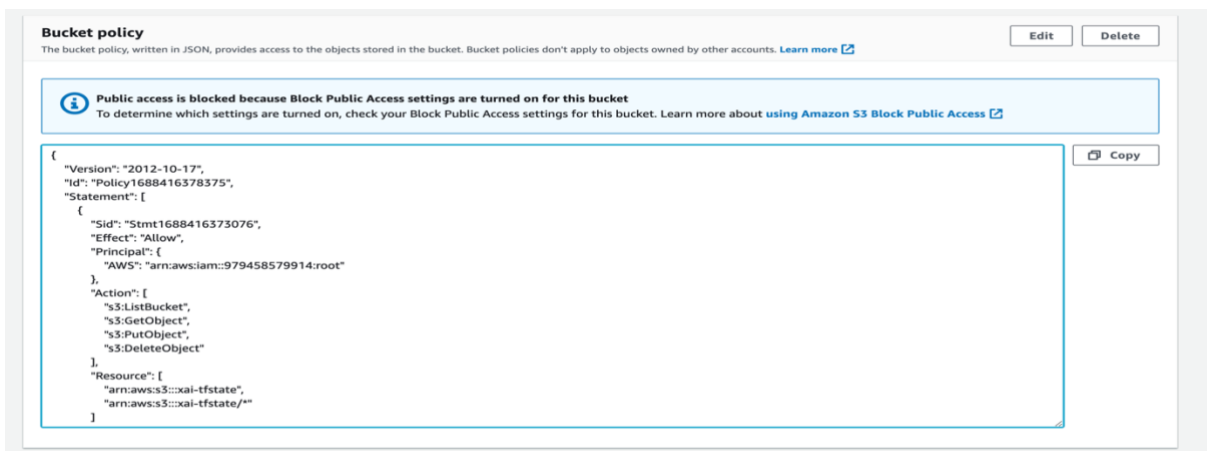 Bucket policy
Edit
Delete
The bucket policy, written in JSON, provides access to the objects stored in the bucket. Bucket policies don't apply to objects owned by other accounts. Learn more
Public access is blocked because Block Public Access settings are turned on for this bucket
To determine which settings are turned on, check your Block Public Access settings for this bucket. Learn more about using Amazon S3 Block Public Access
Copy
{
"Version": "2012-10-17",
"Id": "Policy1688416378375",
"Statement": [
{
"Sid": "Stmt1688416373076",
"Effect": "Allow",
"Principal": {
"AWS": "arn:aws:iam::979458579914:root"
},
"Action": [
"s3:ListBucket",
"s3:GetObject",
"s3:PutObject",
"s3:DeleteObject"
],
"Resource": [
"arn:aws:s3:::xai-tfstate",
"arn:aws:s3:::xai-tfstate/*"
]